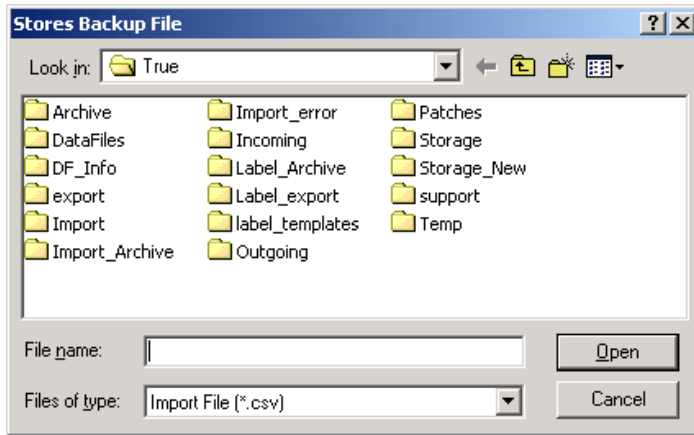 Stores Backup File
Look in: True
Archive Import_error Patches
DataFiles Incoming Storage
DF_Info Label_Archive Storage_New
export Label_export support
Import label_templates Temp
Import_Archive Outgoing
File name: Open
Files of type: Import File (*.csv) Cancel